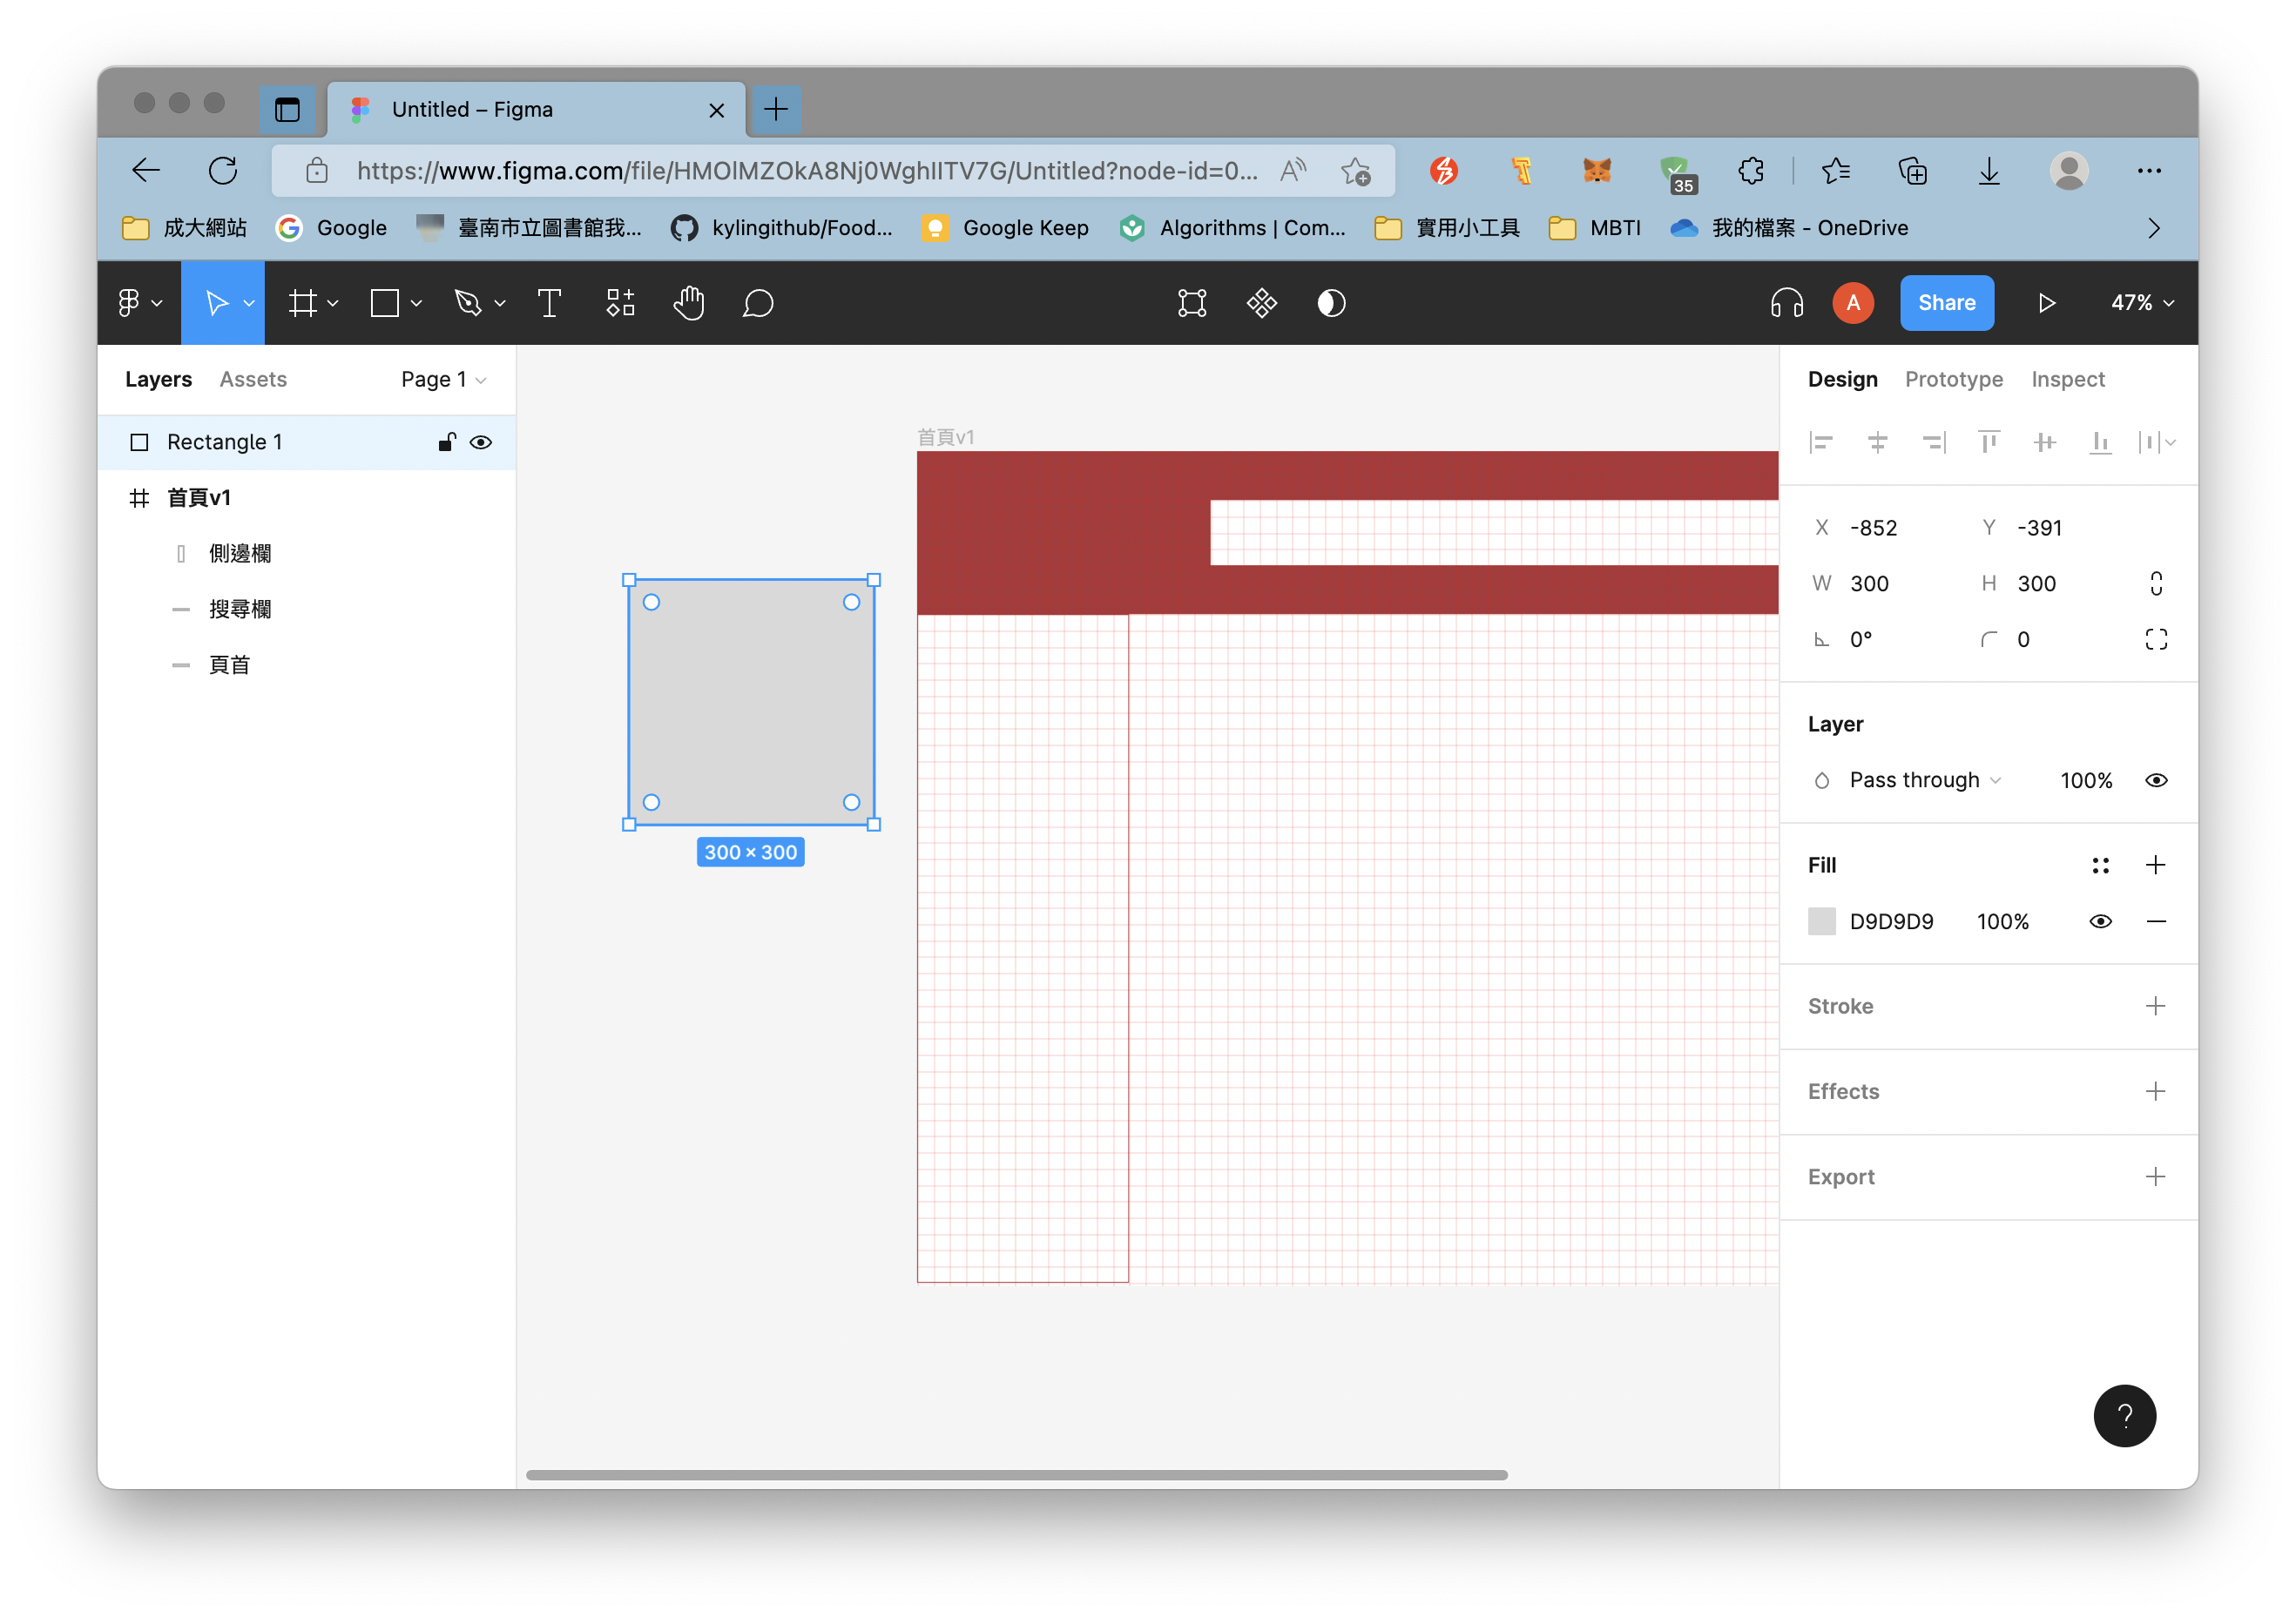 Untitled – Figma
https://www.figma.com/file/HMOlMZOkA8Nj0WghIITV7G/Untitled?node-id=0...
35
成大網站
Google
臺南市立圖書館我...
kylingithub/Food...
Google Keep
Algorithms | Com...
實用小工具
MBTI
我的檔案 - OneDrive
A
Share
47%
Layers
Assets
Page 1
Rectangle 1
首頁v1
側邊欄
搜尋欄
頁首
首頁v1
300 × 300
Design
Prototype
Inspect
X -852
Y -391
W 300
H 300
0°
0
Layer
Pass through
100%
Fill
D9D9D9
100%
Stroke
Effects
Export
?